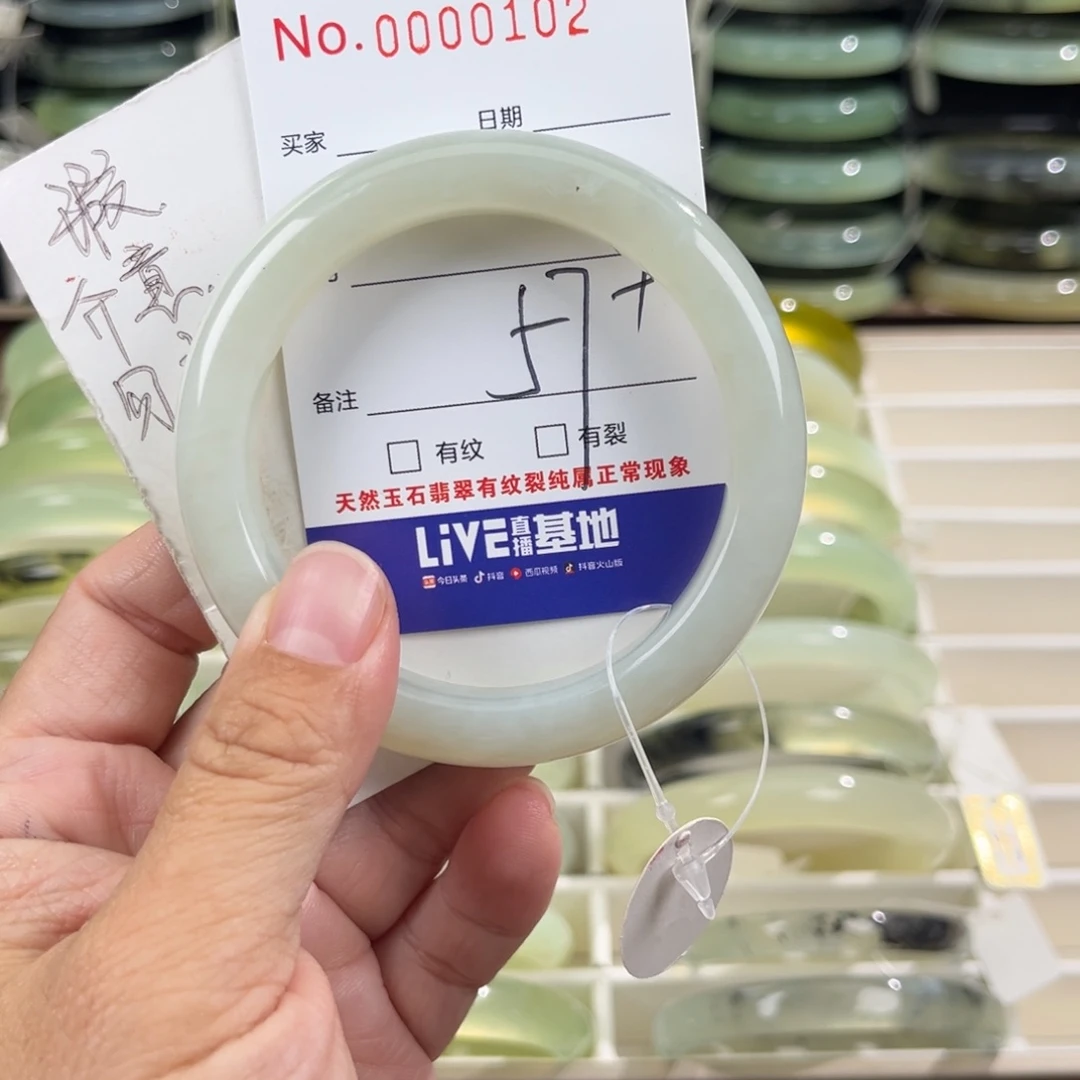 No.0000102
买家
日期
57+
备注
有纹
有裂
天然玉石翡翠有纹裂纯属正常现象
LiVE直播基地
今日头条 抖音 西瓜视频 抖音火山版
介意